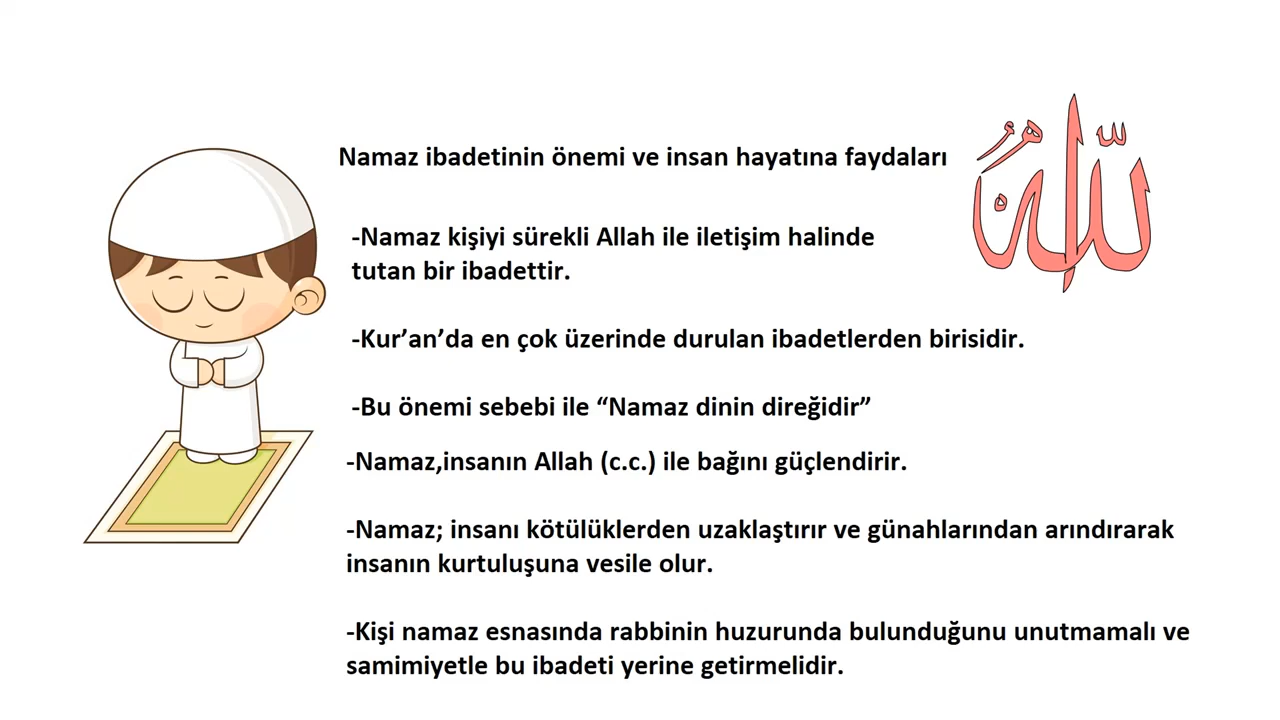 Namaz ibadetinin önemi ve insan hayatına faydaları
الله
-Namaz kişiyi sürekli Allah ile iletişim halinde
tutan bir ibadettir.
-Kur’an’da en çok üzerinde durulan ibadetlerden birisidir.
-Bu önemi sebebi ile “Namaz dinin direğidir”
-Namaz,insanın Allah (c.c.) ile bağını güçlendirir.
-Namaz; insanı kötülüklerden uzaklaştırır ve günahlarından arındırarak
insanın kurtuluşuna vesile olur.
-Kişi namaz esnasında rabbinin huzurunda bulunduğunu unutmamalı ve
samimiyetle bu ibadeti yerine getirmelidir.